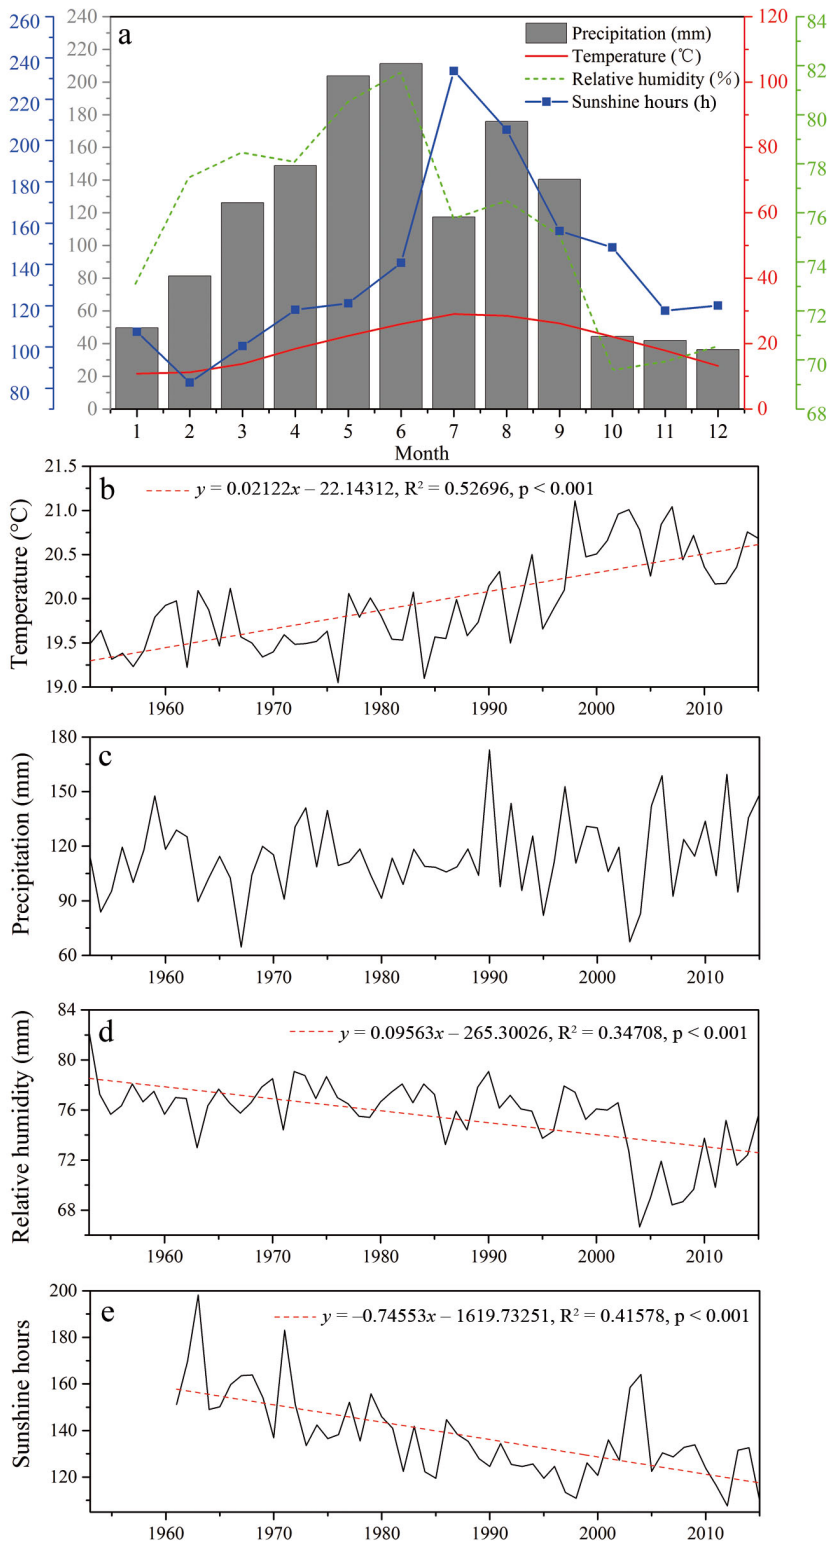 a
Precipitation (mm)
Temperature (℃)
Relative humidity (%)
Sunshine hours (h)
260 240 220 200 180 160 140 120 100 80
240 220 200 180 160 140 120 100 80 60 40 20 0
120 100 80 60 40 20 0
84 82 80 78 76 74 72 70 68
1 2 3 4 5 6 7 8 9 10 11 12
Month
b
y = 0.02122x – 22.14312, R² = 0.52696, p < 0.001
Temperature (°C)
21.5
21.0
20.5
20.0
19.5
19.0
1960 1970 1980 1990 2000 2010
c
Precipitation (mm)
180
150
120
90
60
1960 1970 1980 1990 2000 2010
d
y = 0.09563x – 265.30026, R² = 0.34708, p < 0.001
Relative humidity (mm)
84
80
76
72
68
1960 1970 1980 1990 2000 2010
e
y = –0.74553x – 1619.73251, R² = 0.41578, p < 0.001
Sunshine hours
200
180
160
140
120
1960 1970 1980 1990 2000 2010